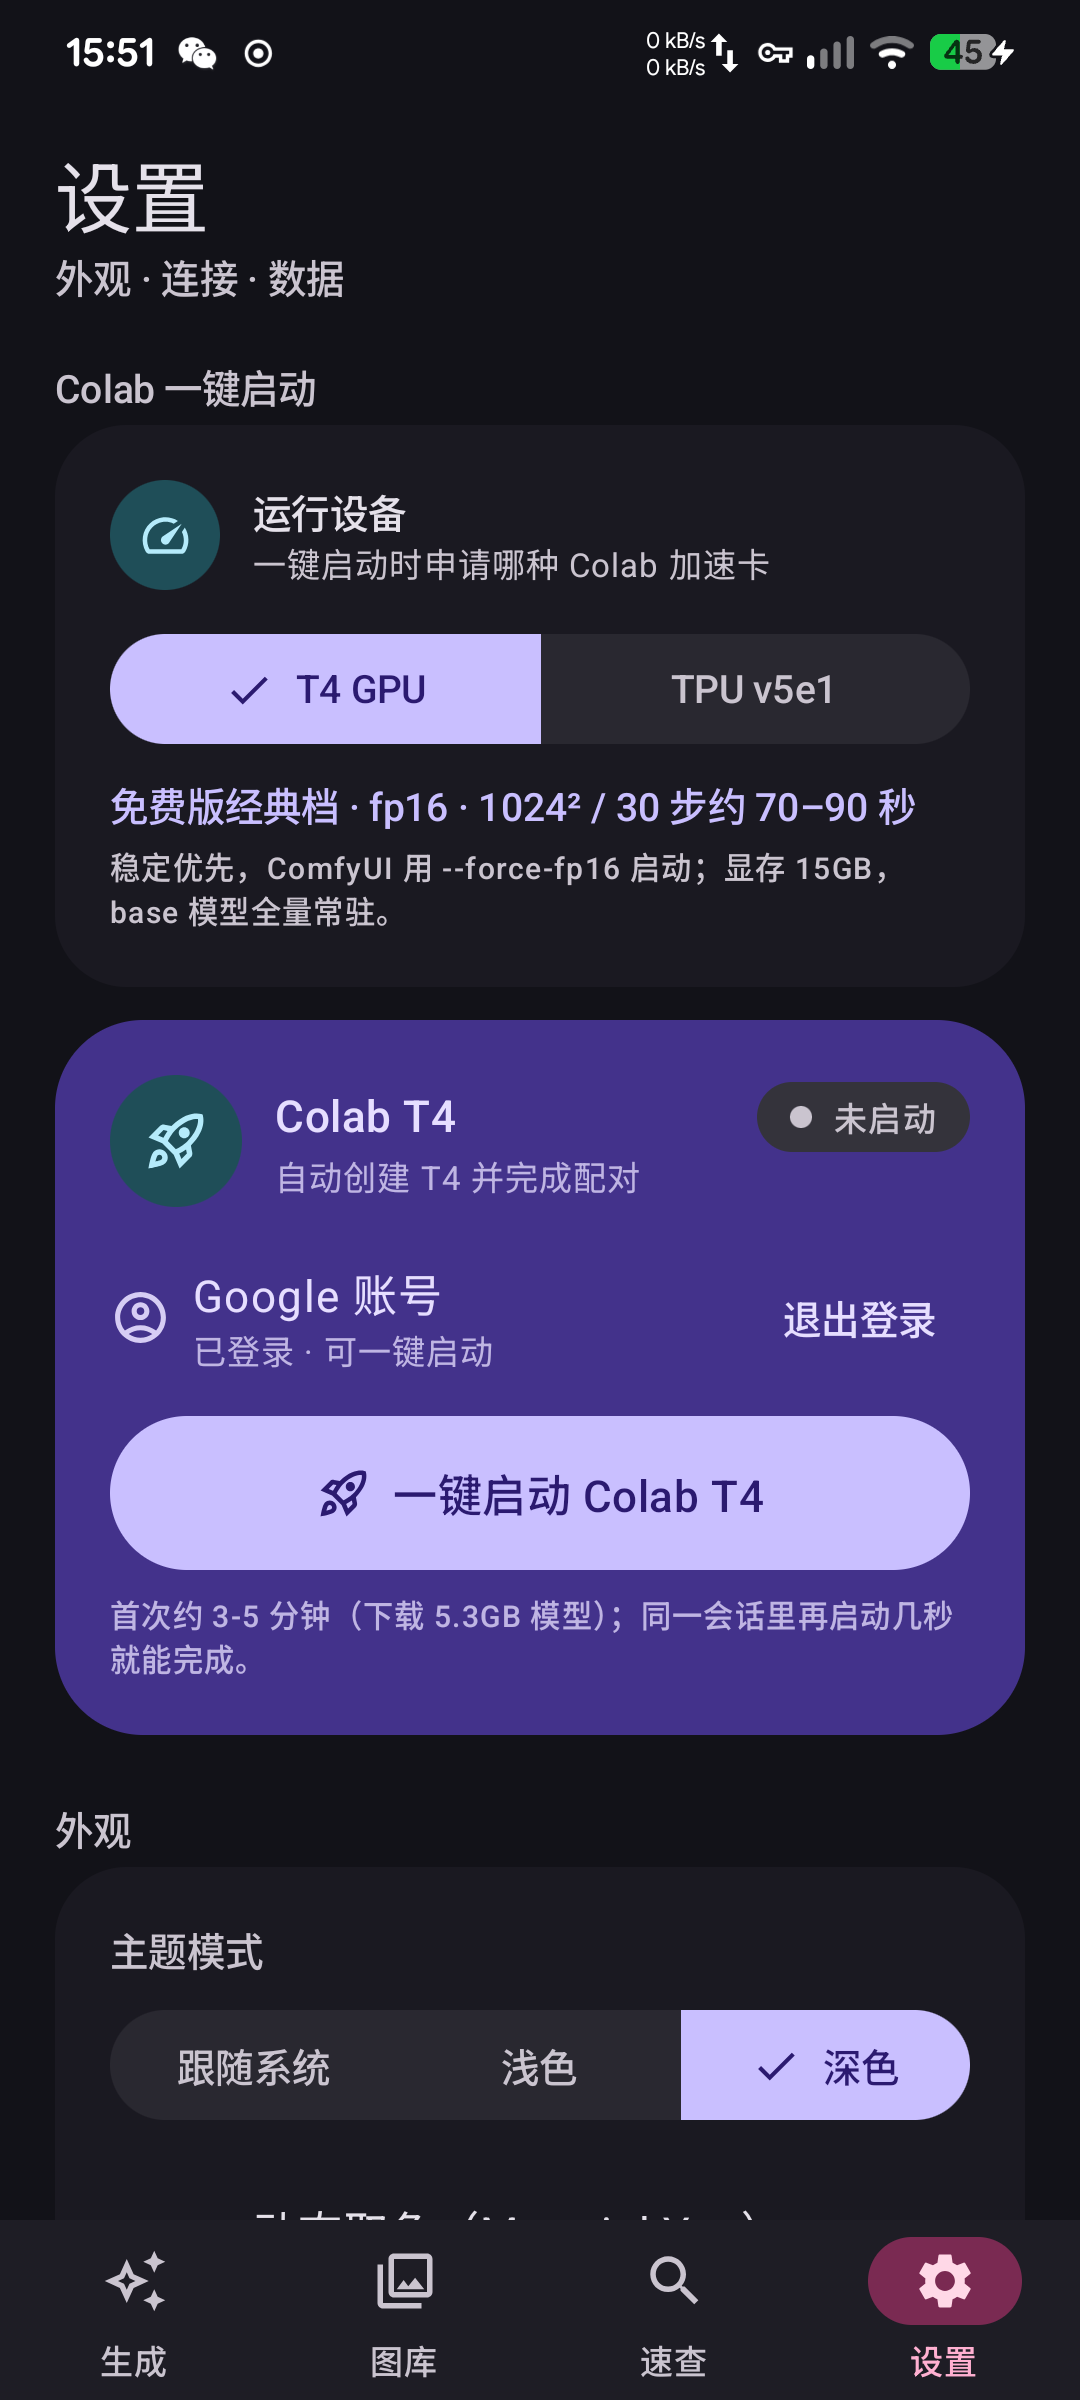 15:51
0 kB/s
0 kB/s
45
设置
外观 · 连接 · 数据
Colab 一键启动
运行设备
一键启动时申请哪种 Colab 加速卡
T4 GPU
TPU v5e1
免费版经典档 · fp16 · 1024² / 30 步约 70–90 秒
稳定优先，ComfyUI 用 --force-fp16 启动；显存 15GB，
base 模型全量常驻。
Colab T4
未启动
自动创建 T4 并完成配对
Google 账号
已登录 · 可一键启动
退出登录
一键启动 Colab T4
首次约 3-5 分钟（下载 5.3GB 模型）；同一会话里再启动几秒
就能完成。
外观
主题模式
跟随系统
浅色
深色
生成
图库
速查
设置